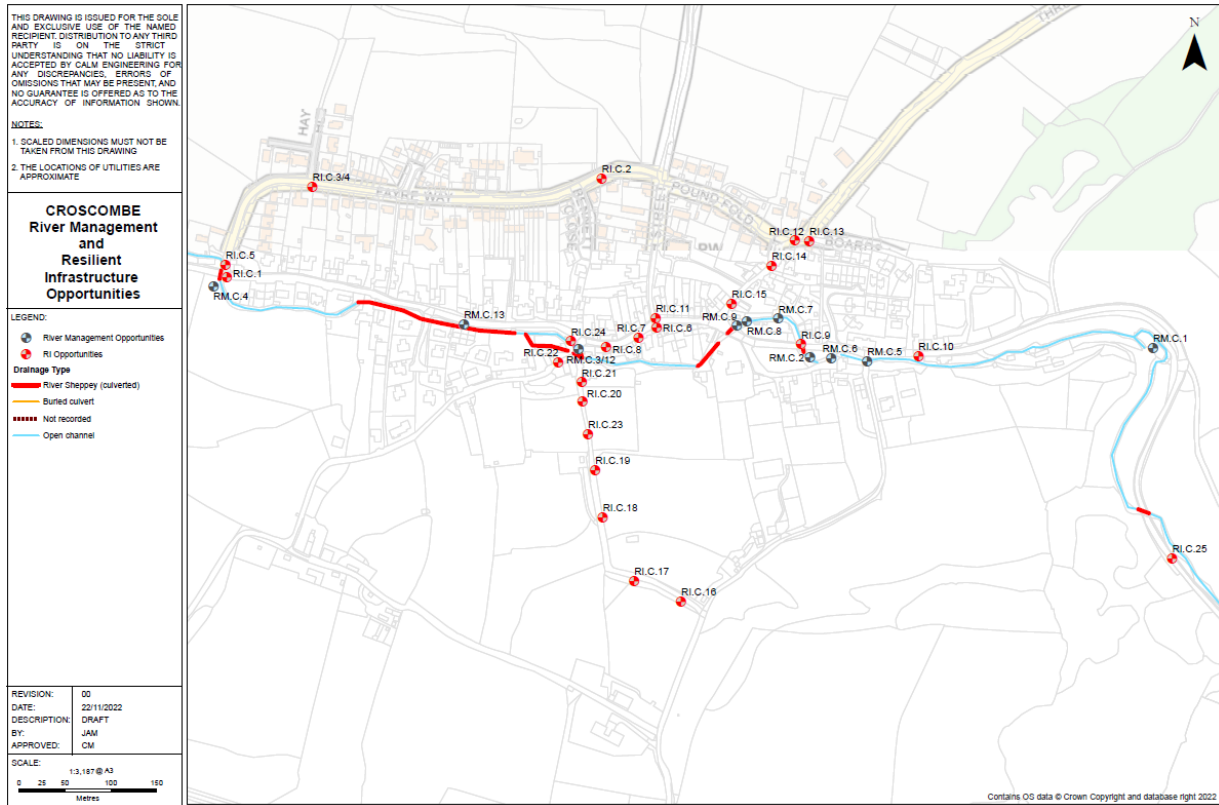 THIS DRAWING IS ISSUED FOR THE SOLE
AND EXCLUSIVE USE OF THE NAMED
RECIPIENT. DISTRIBUTION TO ANY THIRD
PARTY IS ON THE STRICT
UNDERSTANDING THAT NO LIABILITY IS
ACCEPTED BY CALM ENGINEERING FOR
ANY DISCREPANCIES, ERRORS OF
OMISSIONS THAT MAY BE PRESENT, AND
NO GUARANTEE IS OFFERED AS TO THE
ACCURACY OF INFORMATION SHOWN.
NOTES:
1. SCALED DIMENSIONS MUST NOT BE
TAKEN FROM THIS DRAWING
2. THE LOCATIONS OF UTILITIES ARE
APPROXIMATE
CROSCOMBE
River Management
and
Resilient
Infrastructure
Opportunities
LEGEND:
River Management Opportunities
RI Opportunities
Drainage Type
River Sheppey (culverted)
Buried culvert
Not recorded
Open channel
REVISION: 00
DATE: 22/11/2022
DESCRIPTION: DRAFT
BY: JAM
APPROVED: CM
SCALE:
1:3,187 @ A3
0 25 50 100 150
Metres
N
THRE
HAY
HI
RI.C.3/4
RI.C.2
FAYRE WAY
POUND FOLD
CLOSE
STREET
DW
BOARDS
RI.C.12
RI.C.13
RI.C.14
RI.C.5
RI.C.1
RM.C.4
RM.C.13
RI.C.15
RM.C.7
RM.C.9
RM.C.8
RI.C.11
RI.C.6
RI.C.7
RI.C.24
RI.C.8
RI.C.22
RM.C.3/12
RI.C.9
RM.C.2
RM.C.6
RM.C.5
RI.C.10
RM.C.1
RI.C.21
RI.C.20
RI.C.23
RI.C.19
RI.C.18
RI.C.17
RI.C.16
RI.C.25
Contains OS data © Crown Copyright and database right 2022